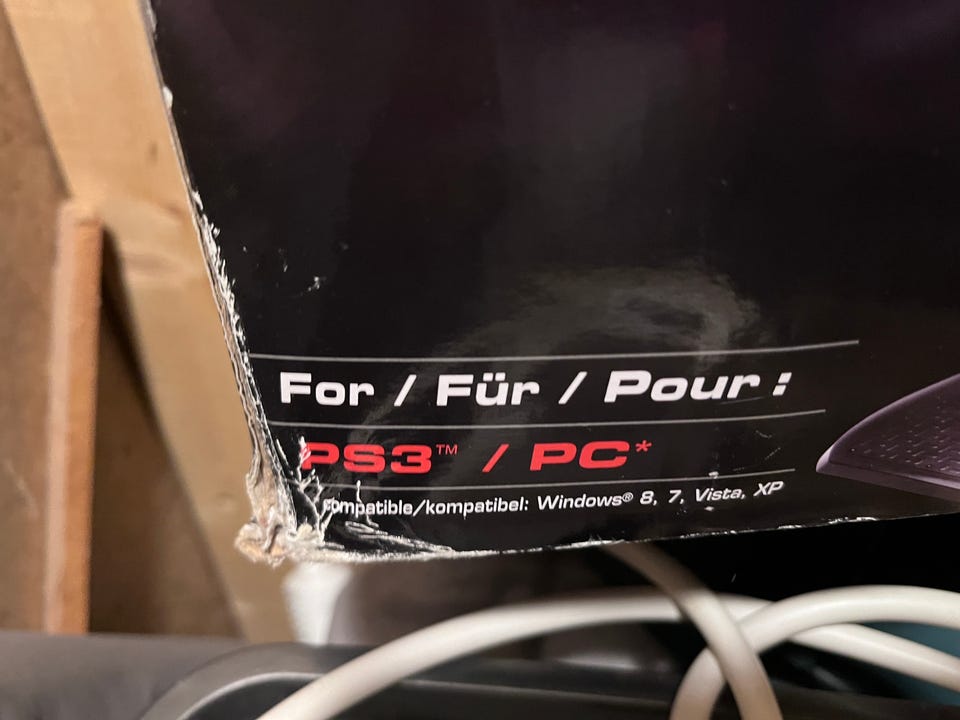 For / Für / Pour :
PS3™ / PC*
compatible/kompatibel: Windows® 8, 7, Vista, XP